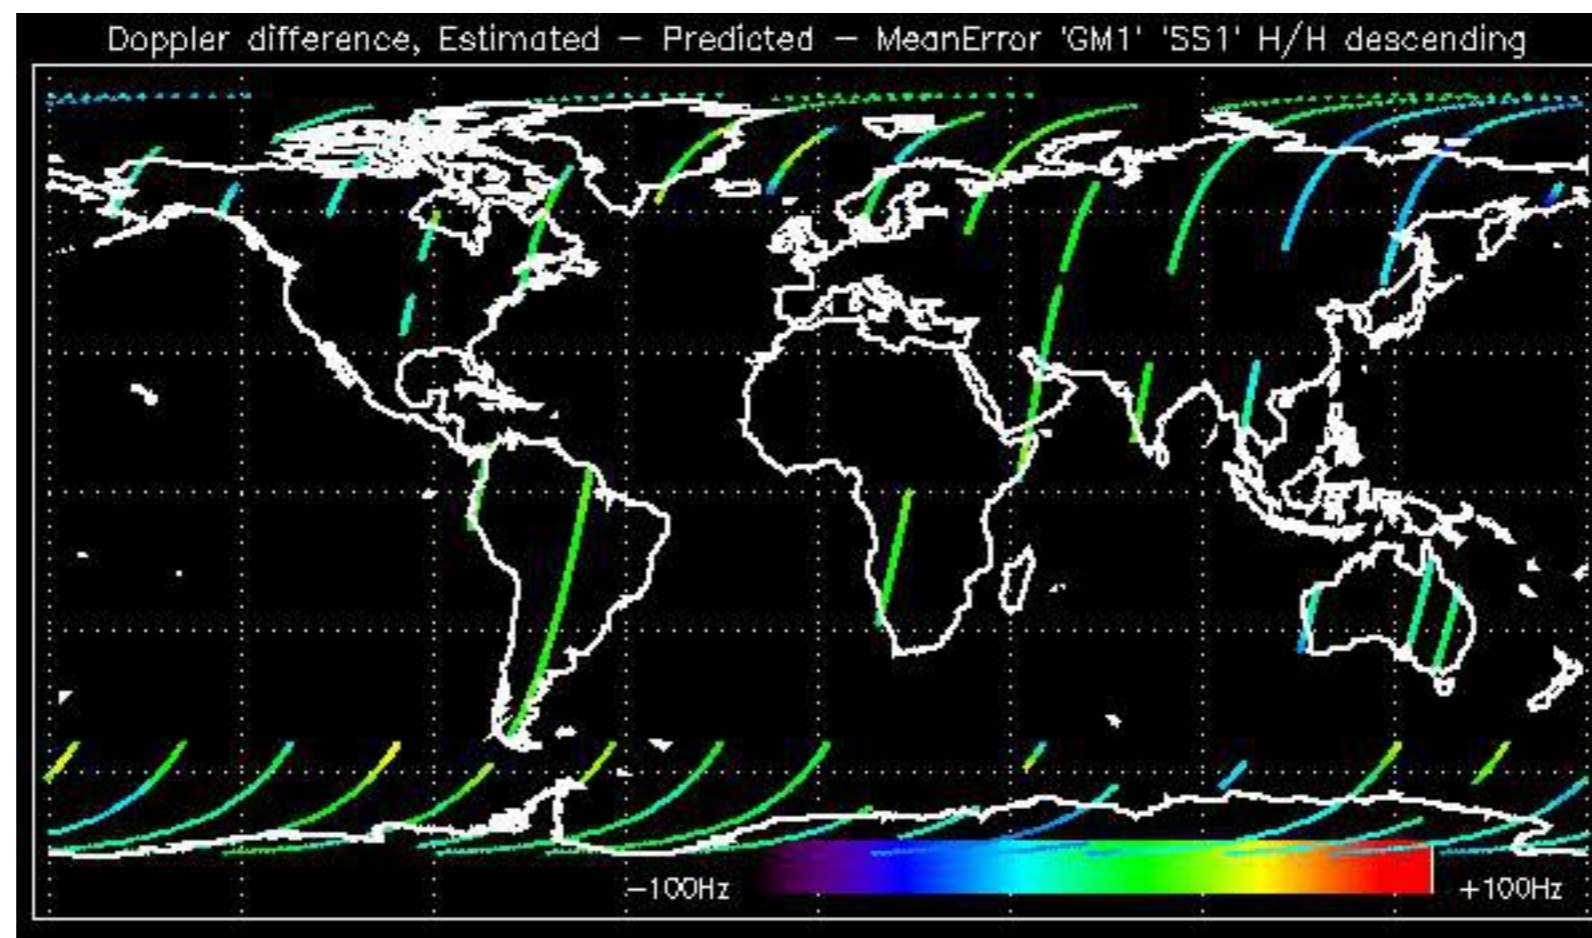 Doppler difference, Estimated – Predicted – MeanError 'GM1' 'SS1' H/H descending
–100Hz
+100Hz